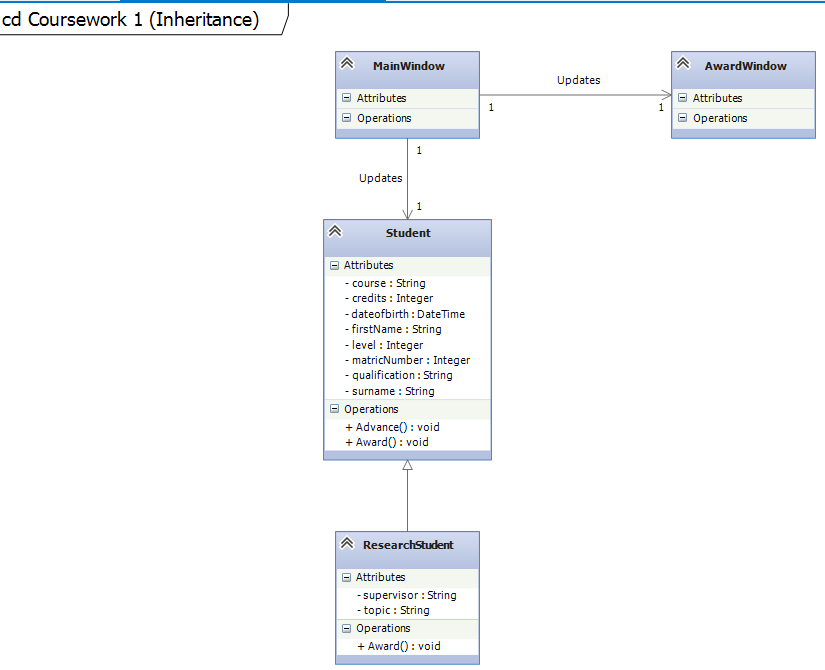 cd Coursework 1 (Inheritance)
MainWindow
Attributes
Operations
Updates
1
1
AwardWindow
Attributes
Operations
1
Updates
1
Student
Attributes
- course : String
- credits : Integer
- dateofbirth : DateTime
- firstName : String
- level : Integer
- matricNumber : Integer
- qualification : String
- surname : String
Operations
+ Advance() : void
+ Award() : void
ResearchStudent
Attributes
- supervisor : String
- topic : String
Operations
+ Award() : void